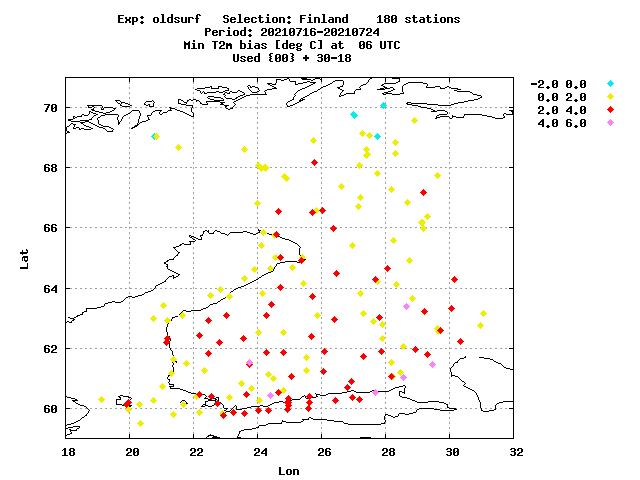 Exp: oldsurf   Selection: Finland    180 stations
Period: 20210716-20210724
Min T2m bias [deg C] at  06 UTC
Used {00} + 30-18
-2.0 0.0
0.0 2.0
2.0 4.0
4.0 6.0
70
68
66
64
62
60
Lat
18 20 22 24 26 28 30 32
Lon